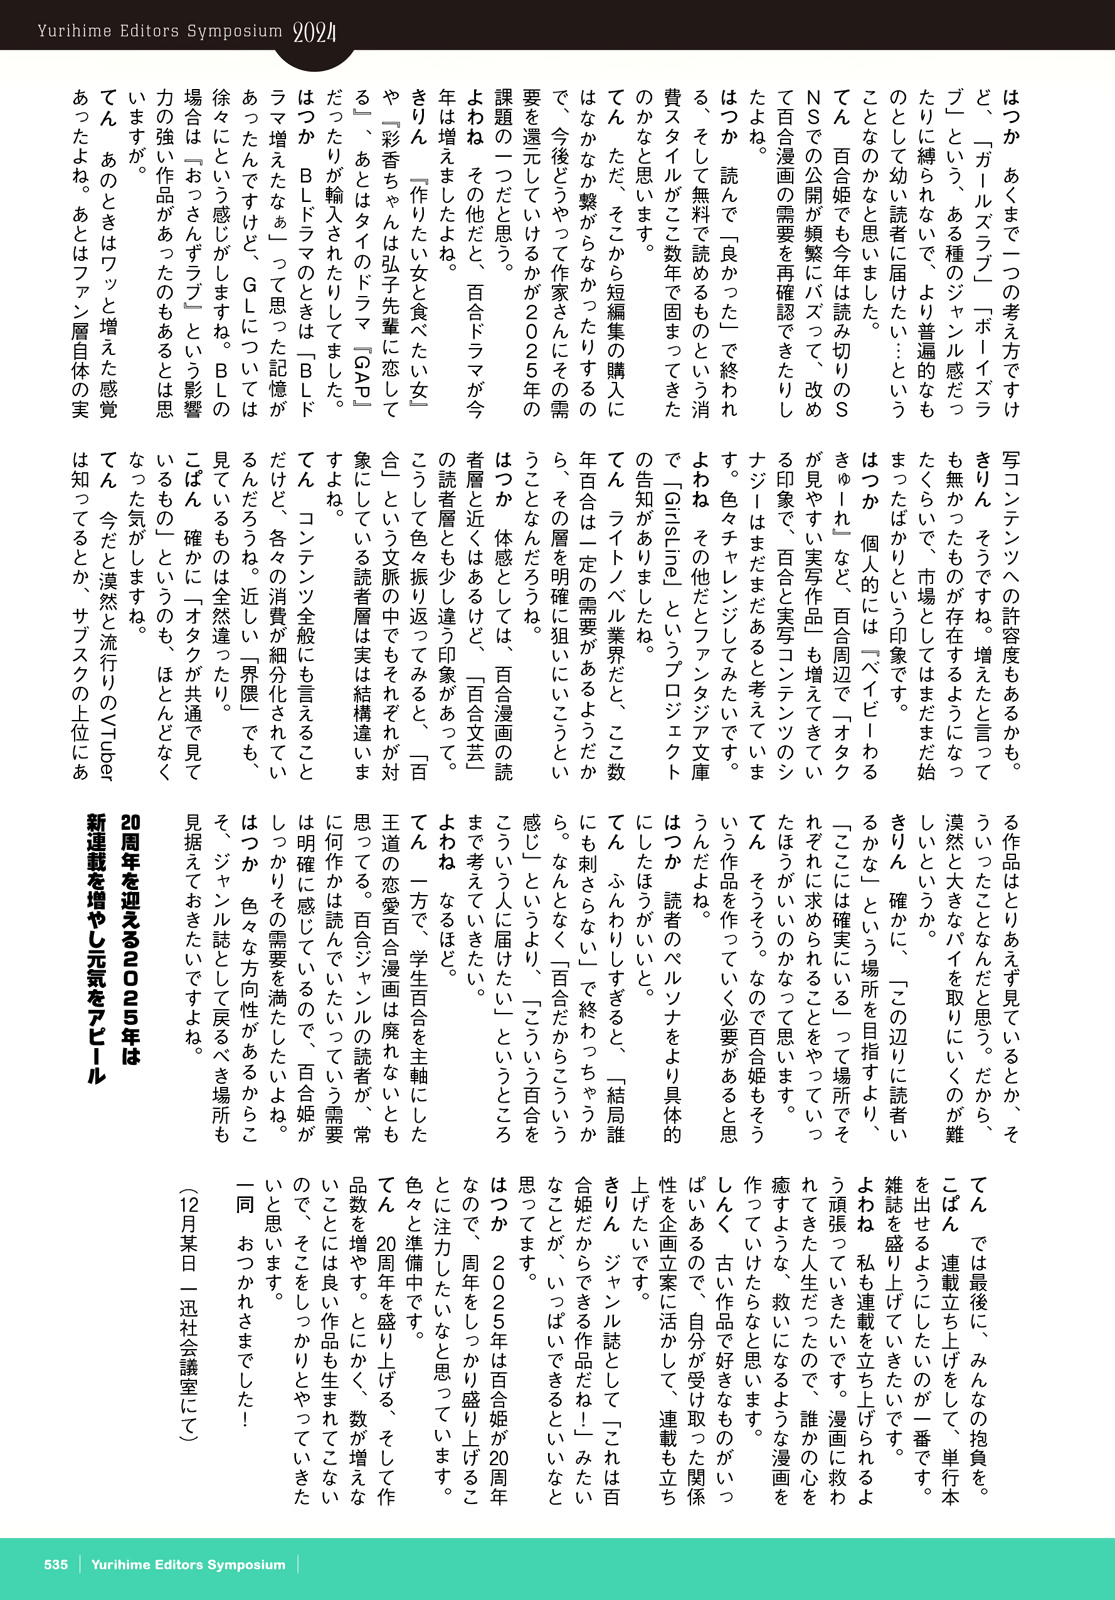 Yurihime Editors Symposium 2024
はつか　あくまで一つの考え方ですけ
ど、「ガールズラブ」「ボーイズラ
ブ」という、ある種のジャンル感だっ
たりに縛られないで、より普遍的なも
のとして幼い読者に届けたい…という
ことなのかなと思いました。
てん　百合姫でも今年は読み切りのS
NSでの公開が頻繁にバズって、改め
て百合漫画の需要を再確認できたりし
たよね。
はつか　読んで「良かった」で終われ
る、そして無料で読めるものという消
費スタイルがここ数年で固まってきた
のかなと思います。
てん　ただ、そこから短編集の購入に
はなかなか繋がらなかったりするの
で、今後どうやって作家さんにその需
要を還元していけるかが2025年の
課題の一つだと思う。
よわね　その他だと、百合ドラマが今
年は増えましたよね。
きりん　『作りたい女と食べたい女』
や『彩香ちゃんは弘子先輩に恋して
る』、あとはタイのドラマ『GAP』
だったりが輸入されたりしてました。
はつか　BLドラマのときは「BLド
ラマ増えたなぁ」って思った記憶が
あったんですけど、GLについては
徐々にという感じがしますね。BLの
場合は『おっさんずラブ』という影響
力の強い作品があったのもあるとは思
いますが。
てん　あのときはワッと増えた感覚
あったよね。あとはファン層自体の実
写コンテンツへの許容度もあるかも。
きりん　そうですね。増えたと言って
も無かったものが存在するようになっ
たくらいで、市場としてはまだまだ始
まったばかりという印象です。
はつか　個人的には『ベイビーわる
きゅーれ』など、百合周辺で「オタク
が見やすい実写作品」も増えてきてい
る印象で、百合と実写コンテンツのシ
ナジーはまだまだあると考えていま
す。色々チャレンジしてみたいです。
よわね　その他だとファンタジア文庫
で「GirlsLine」というプロジェクト
の告知がありましたね。
てん　ライトノベル業界だと、ここ数
年百合は一定の需要があるようだか
ら、その層を明確に狙いにいこうとい
うことなんだろうね。
はつか　体感としては、百合漫画の読
者層と近くはあるけど、「百合文芸」
の読者層とも少し違う印象があって。
こうして色々振り返ってみると、「百
合」という文脈の中でもそれぞれが対
象にしている読者層は実は結構違いま
すよね。
てん　コンテンツ全般にも言えること
だけど、各々の消費が細分化されてい
るんだろうね。近しい「界隈」でも、
見ているものは全然違ったり。
こぱん　確かに「オタクが共通で見て
いるもの」というのも、ほとんどなく
なった気がしますね。
てん　今だと漠然と流行りのVTuber
は知ってるとか、サブスクの上位にあ
る作品はとりあえず見ているとか、そ
ういったことなんだと思う。だから、
漠然と大きなパイを取りにいくのが難
しいというか。
きりん　確かに、「この辺りに読者い
るかな」という場所を目指すより、
「ここには確実にいる」って場所でそ
れぞれに求められることをやっていっ
たほうがいいのかなって思います。
てん　そうそう。なので百合姫もそう
いう作品を作っていく必要があると思
うんだよね。
はつか　読者のペルソナをより具体的
にしたほうがいいと。
てん　ふんわりしすぎると、「結局誰
にも刺さらない」で終わっちゃうか
ら。なんとなく「百合だからこういう
感じ」というより、「こういう百合を
こういう人に届けたい」というところ
まで考えていきたい。
よわね　なるほど。
てん　一方で、学生百合を主軸にした
王道の恋愛百合漫画は廃れないとも
思ってる。百合ジャンルの読者が、常
に何作かは読んでいたいっていう需要
は明確に感じているので、百合姫が
しっかりその需要を満たしたいよね。
はつか　色々な方向性があるからこ
そ、ジャンル誌として戻るべき場所も
見据えておきたいですよね。
20周年を迎える2025年は
新連載を増やし元気をアピール
てん　では最後に、みんなの抱負を。
こぱん　連載立ち上げをして、単行本
を出せるようにしたいのが一番です。
雑誌を盛り上げていきたいです。
よわね　私も連載を立ち上げられるよ
う頑張っていきたいです。漫画に救わ
れてきた人生だったので、誰かの心を
癒すような、救いになるような漫画を
作っていけたらなと思います。
しんく　古い作品で好きなものがいっ
ぱいあるので、自分が受け取った関係
性を企画立案に活かして、連載も立ち
上げたいです。
きりん　ジャンル誌として「これは百
合姫だからできる作品だね！」みたい
なことが、いっぱいできるといいなと
思ってます。
はつか　2025年は百合姫が20周年
なので、周年をしっかり盛り上げるこ
とに注力したいなと思っています。
色々と準備中です。
てん　20周年を盛り上げる、そして作
品数を増やす。とにかく、数が増えな
いことには良い作品も生まれてこない
ので、そこをしっかりとやっていきた
いと思います。
一同　おつかれさまでした！
（12月某日　一迅社会議室にて）
535 | Yurihime Editors Symposium |